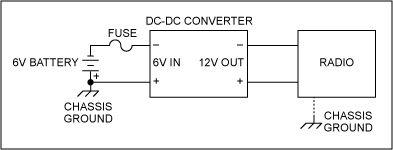 DC-DC CONVERTER
FUSE
− −
6V BATTERY 6V IN 12V OUT RADIO
+ + +
CHASSIS
GROUND
CHASSIS
GROUND